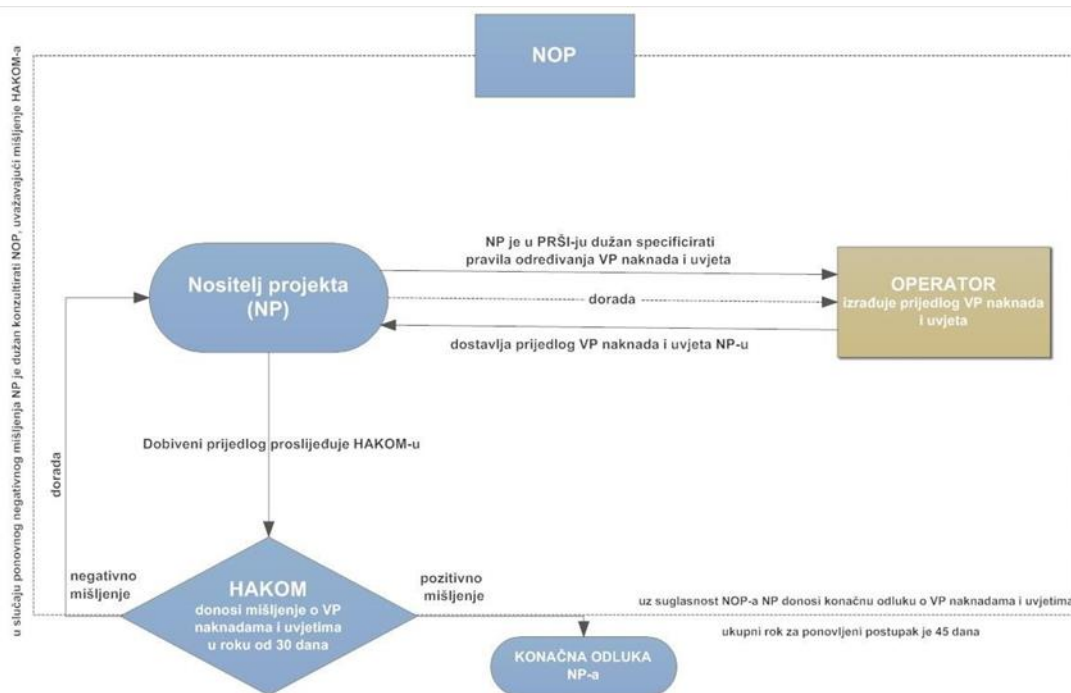 NOP
u slučaju ponovnog negativnog mišljenja NP je dužan konzultirati NOP, uvažavajući mišljenje HAKOM-a
NP je u PRŠI-ju dužan specificirati
pravila određivanja VP naknada i uvjeta
Nositelj projekta
(NP)
dorada
OPERATOR
izrađuje prijedlog VP naknada
i uvjeta
dostavlja prijedlog VP naknada i uvjeta NP-u
Dobiveni prijedlog proslijeđuje HAKOM-u
dorada
negativno
mišljenje
HAKOM
donosi mišljenje o VP
naknadama i uvjetima
u roku od 30 dana
pozitivno
mišljenje
uz suglasnost NOP-a NP donosi konačnu odluku o VP naknadama i uvjetima
ukupni rok za ponovljeni postupak je 45 dana
KONAČNA ODLUKA
NP-a